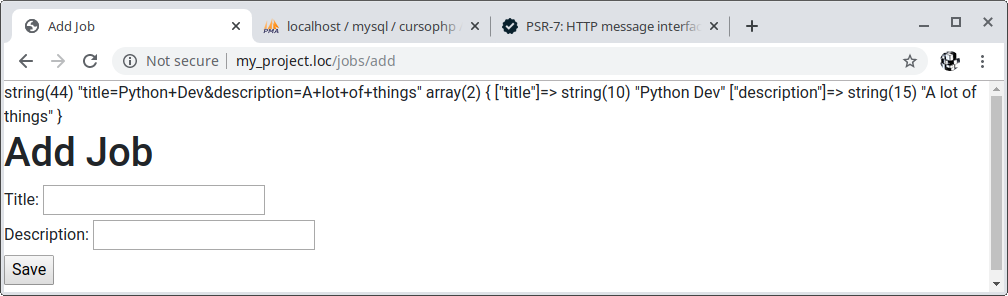 Add Job
PMA
localhost / mysql / cursophp
PSR-7: HTTP message interfac
Not secure
my_project.loc/jobs/add
string(44) "title=Python+Dev&description=A+lot+of+things" array(2) { ["title"]=> string(10) "Python Dev" ["description"]=> string(15) "A lot of
things" }
Add Job
Title:
Description:
Save